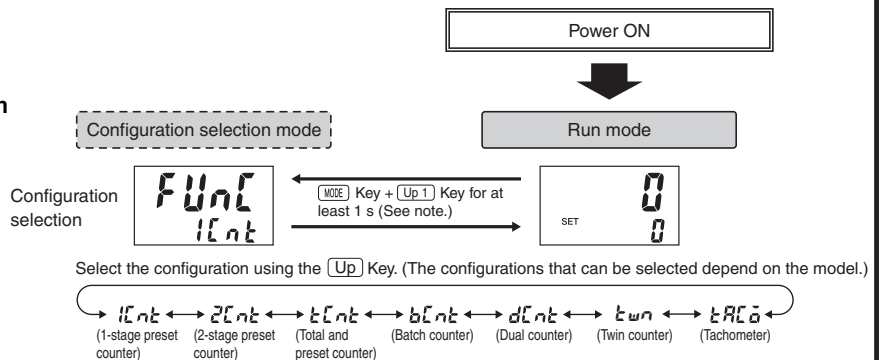 Power ON
n
Configuration selection mode
Run mode
Configuration
selection
FUnC
1Cnt
MODE Key + Up 1 Key for at
least 1 s (See note.)
SET
0
0
Select the configuration using the Up Key. (The configurations that can be selected depend on the model.)
1Cnt 2Cnt tCnt bCnt dCnt twn tACo
(1-stage preset
counter)
(2-stage preset
counter)
(Total and
preset counter)
(Batch counter)
(Dual counter)
(Twin counter)
(Tachometer)